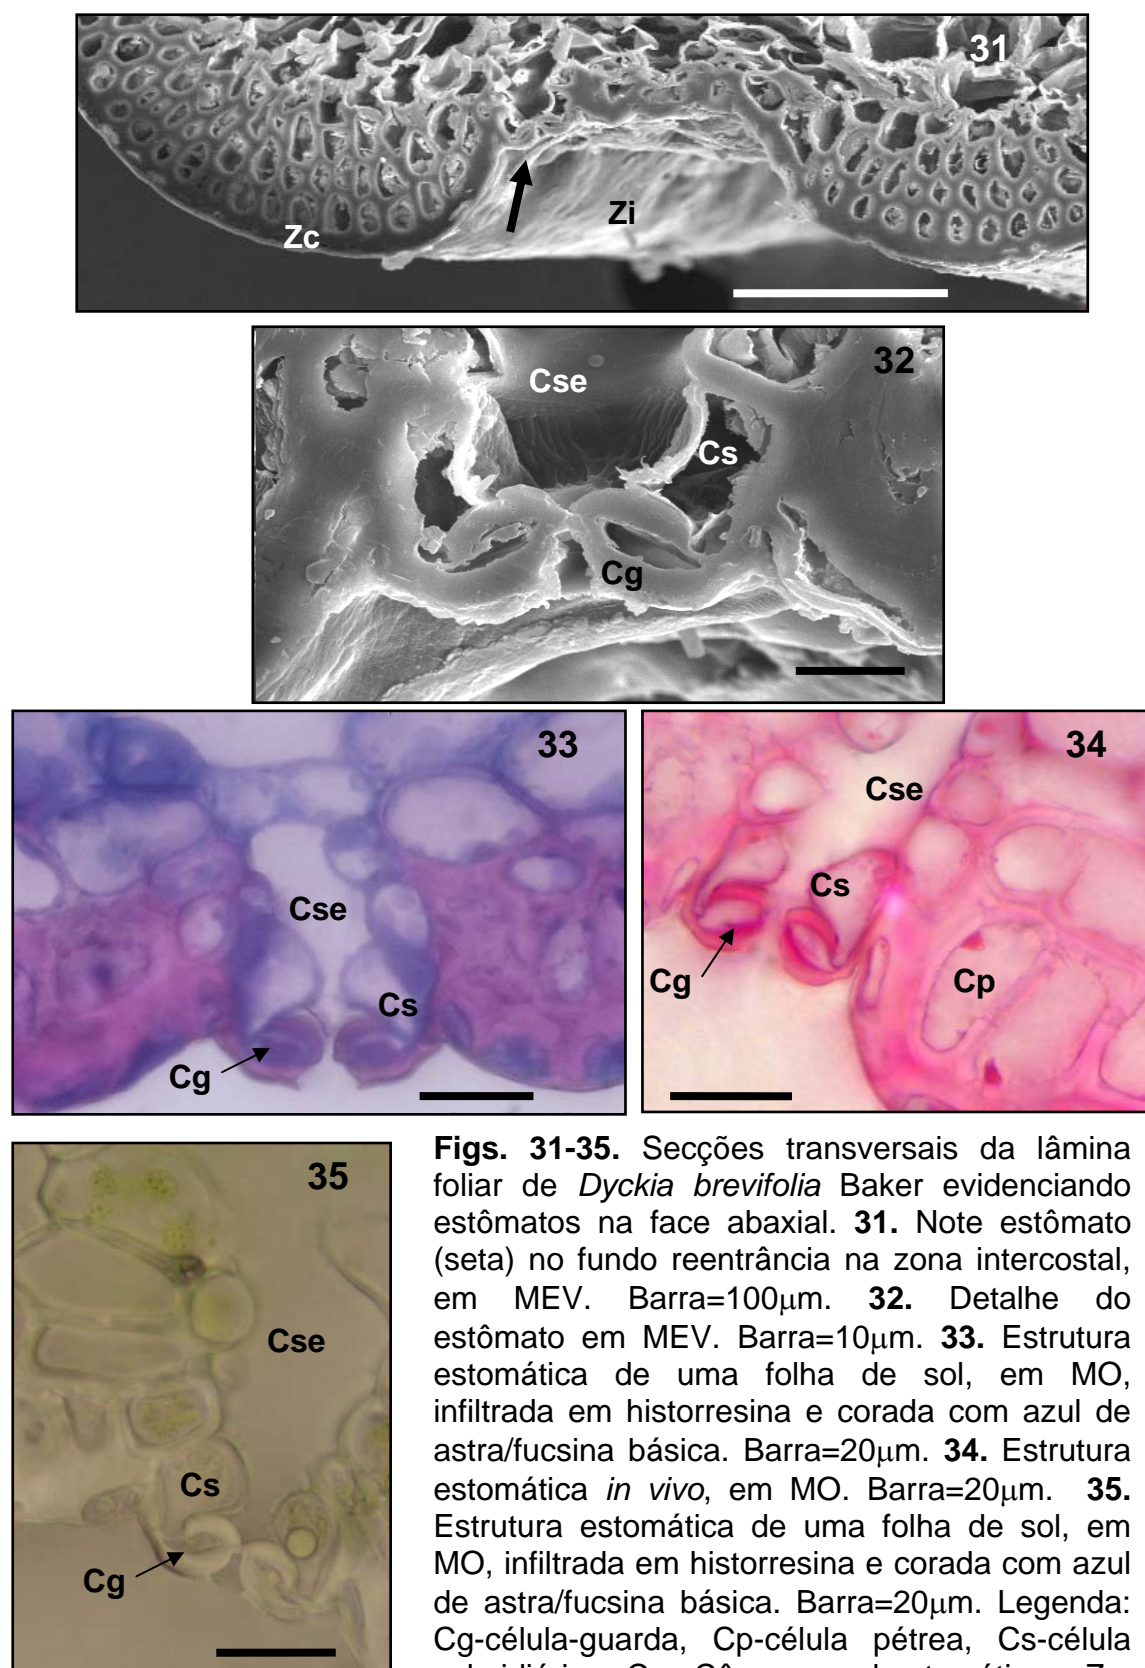 31
Zi
Zc
32
Cse
Cs
Cg
33
Cse
Cs
Cg
34
Cse
Cs
Cg
Cp
35
Cse
Cs
Cg
Figs. 31-35. Secções transversais da lâmina
foliar de Dyckia brevifolia Baker evidenciando
estômatos na face abaxial. 31. Note estômato
(seta) no fundo reentrância na zona intercostal,
em MEV. Barra=100μm. 32. Detalhe do
estômato em MEV. Barra=10μm. 33. Estrutura
estomática de uma folha de sol, em MO,
infiltrada em historresina e corada com azul de
astra/fucsina básica. Barra=20μm. 34. Estrutura
estomática in vivo, em MO. Barra=20μm. 35.
Estrutura estomática de uma folha de sol, em
MO, infiltrada em historresina e corada com azul
de astra/fucsina básica. Barra=20μm. Legenda:
Cg-célula-guarda, Cp-célula pétrea, Cs-célula